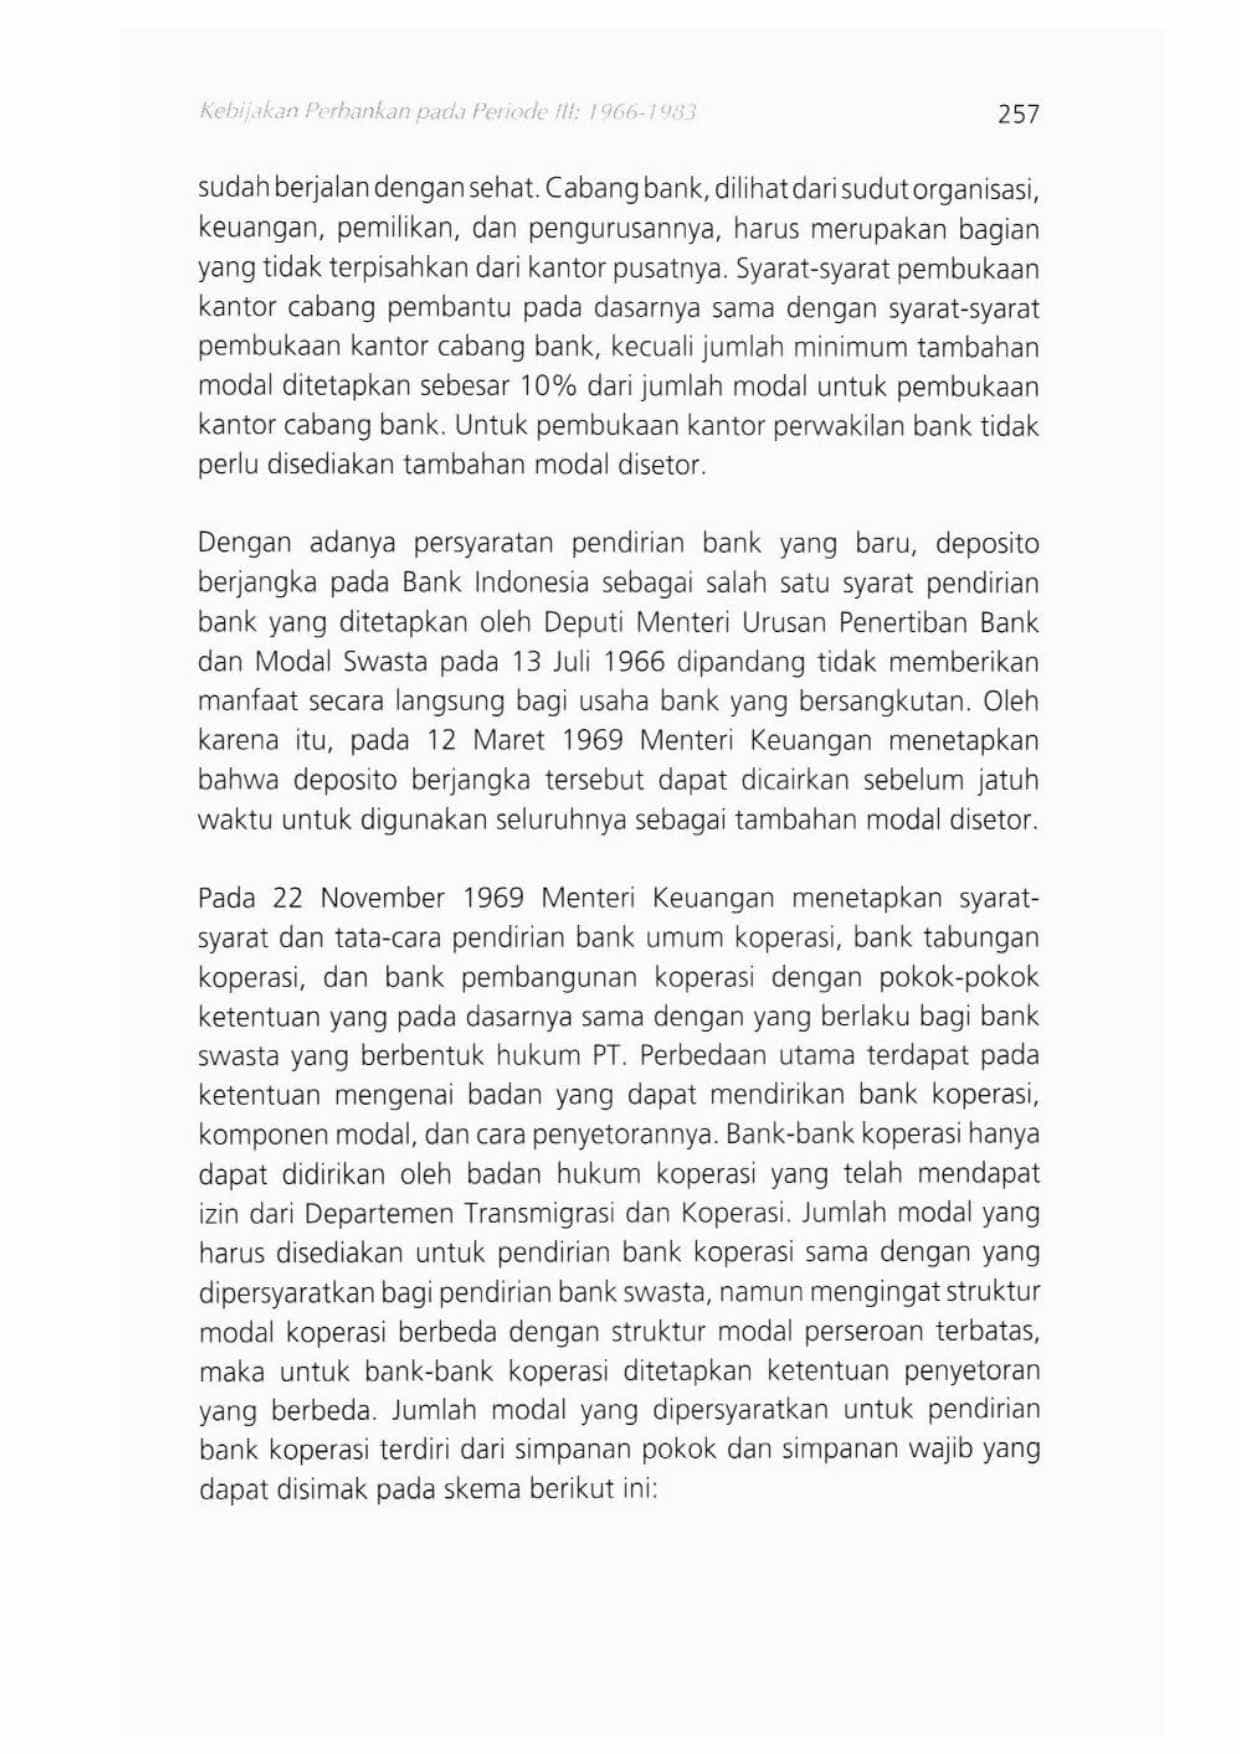 Kebijakan Perbankan pada Periode III: 1966-1983
257
sudah berjalan dengan sehat. Cabang bank, dilihat dari sudut organisasi,
keuangan, pemilikan, dan pengurusannya, harus merupakan bagian
yang tidak terpisahkan dari kantor pusatnya. Syarat-syarat pembukaan
kantor cabang pembantu pada dasarnya sama dengan syarat-syarat
pembukaan kantor cabang bank, kecuali jumlah minimum tambahan
modal ditetapkan sebesar 10% dari jumlah modal untuk pembukaan
kantor cabang bank. Untuk pembukaan kantor perwakilan bank tidak
perlu disediakan tambahan modal disetor.
Dengan adanya persyaratan pendirian bank yang baru, deposito
berjangka pada Bank Indonesia sebagai salah satu syarat pendirian
bank yang ditetapkan oleh Deputi Menteri Urusan Penertiban Bank
dan Modal Swasta pada 13 Juli 1966 dipandang tidak memberikan
manfaat secara langsung bagi usaha bank yang bersangkutan. Oleh
karena itu, pada 12 Maret 1969 Menteri Keuangan menetapkan
bahwa deposito berjangka tersebut dapat dicairkan sebelum jatuh
waktu untuk digunakan seluruhnya sebagai tambahan modal disetor.
Pada 22 November 1969 Menteri Keuangan menetapkan syarat-
syarat dan tata-cara pendirian bank umum koperasi, bank tabungan
koperasi, dan bank pembangunan koperasi dengan pokok-pokok
ketentuan yang pada dasarnya sama dengan yang berlaku bagi bank
swasta yang berbentuk hukum PT. Perbedaan utama terdapat pada
ketentuan mengenai badan yang dapat mendirikan bank koperasi,
komponen modal, dan cara penyetorannya. Bank-bank koperasi hanya
dapat didirikan oleh badan hukum koperasi yang telah mendapat
izin dari Departemen Transmigrasi dan Koperasi. Jumlah modal yang
harus disediakan untuk pendirian bank koperasi sama dengan yang
dipersyaratkan bagi pendirian bank swasta, namun mengingat struktur
modal koperasi berbeda dengan struktur modal perseroan terbatas,
maka untuk bank-bank koperasi ditetapkan ketentuan penyetoran
yang berbeda. Jumlah modal yang dipersyaratkan untuk pendirian
bank koperasi terdiri dari simpanan pokok dan simpanan wajib yang
dapat disimak pada skema berikut ini: